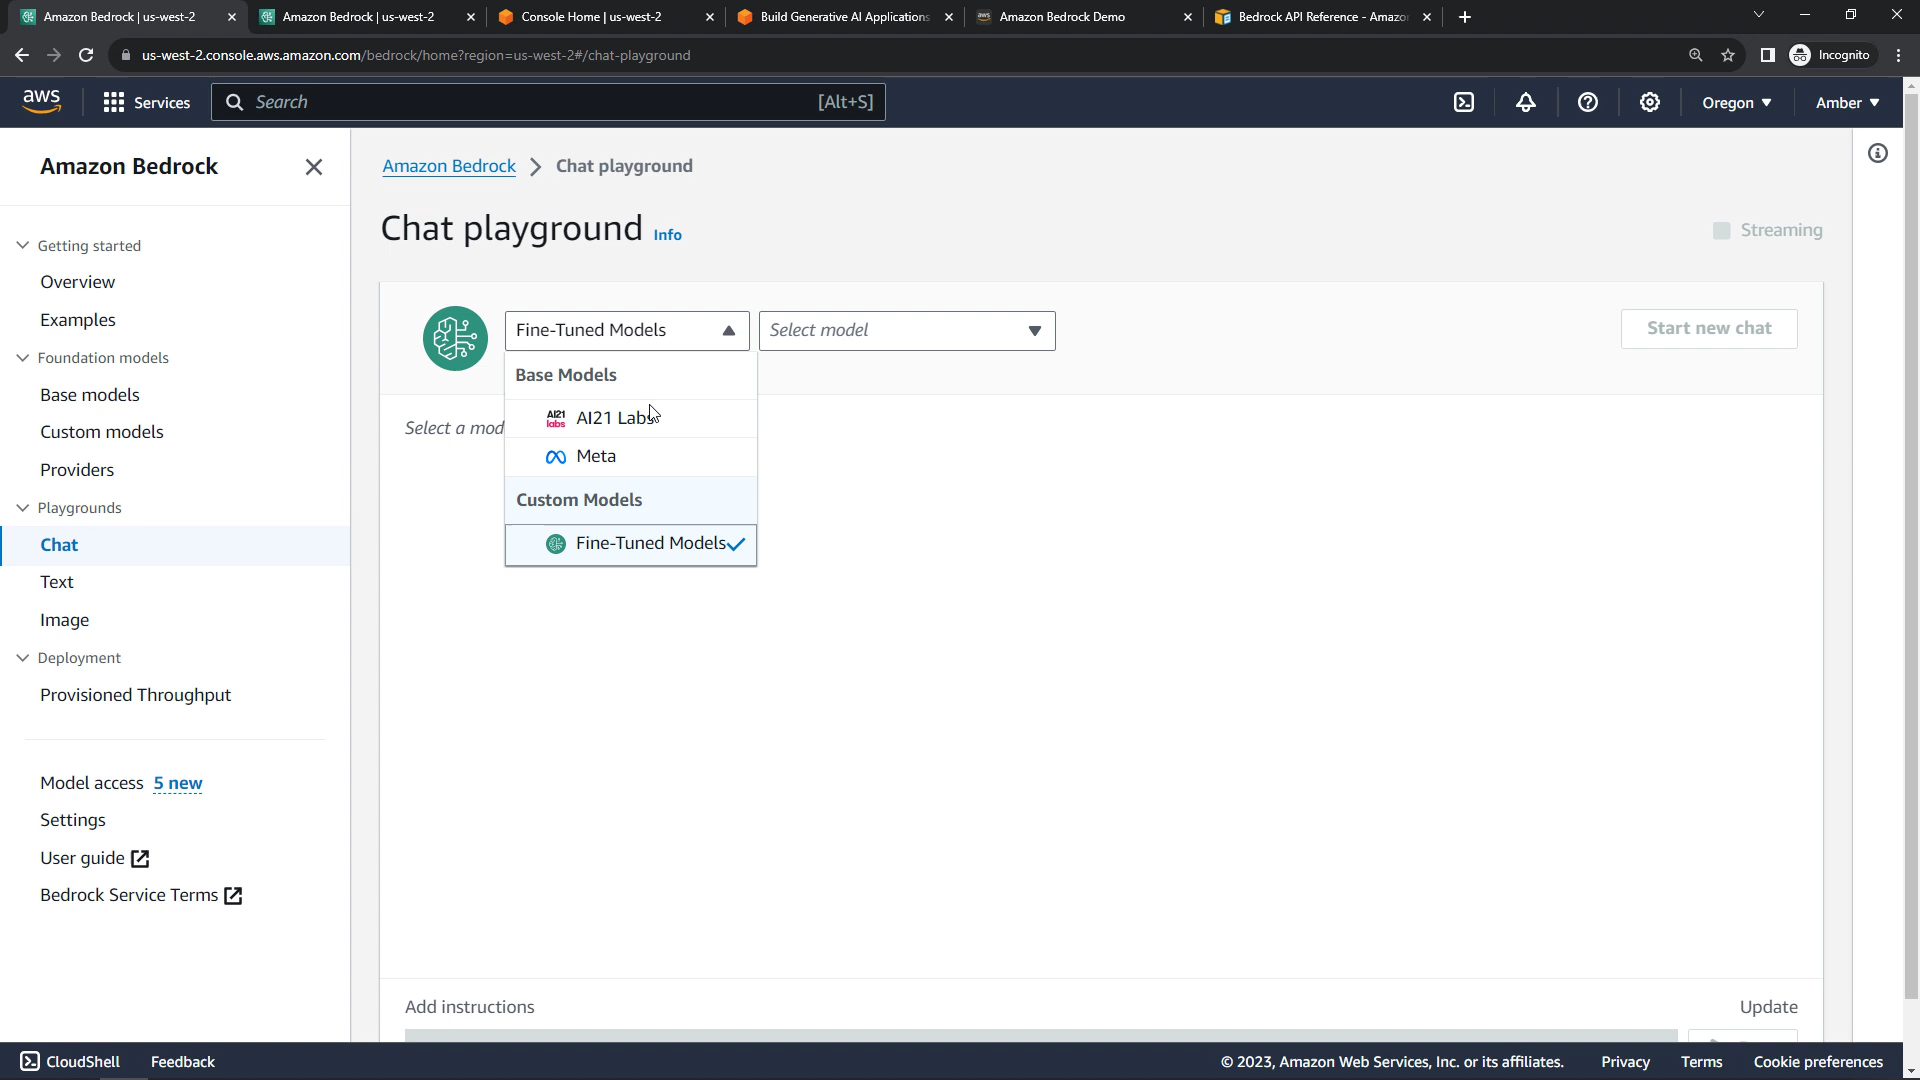 Amazon Bedrock | us-west-2
Amazon Bedrock | us-west-2
Console Home | us-west-2
Build Generative AI Applications
Amazon Bedrock Demo
Bedrock API Reference - Amazo
us-west-2.console.aws.amazon.com/bedrock/home?region=us-west-2#/chat-playground
Incognito
aws
Services
Search
[Alt+S]
Oregon
Amber
Amazon Bedrock
Getting started
Overview
Examples
Foundation models
Base models
Custom models
Providers
Playgrounds
Chat
Text
Image
Deployment
Provisioned Throughput
Model access 5 new
Settings
User guide
Bedrock Service Terms
Amazon Bedrock > Chat playground
Chat playground Info
Streaming
Fine-Tuned Models
Select model
Start new chat
Base Models
AI21 labs AI21 Labs
Meta
Custom Models
Fine-Tuned Models
Select a mod
Add instructions
Update
CloudShell
Feedback
© 2023, Amazon Web Services, Inc. or its affiliates.
Privacy
Terms
Cookie preferences